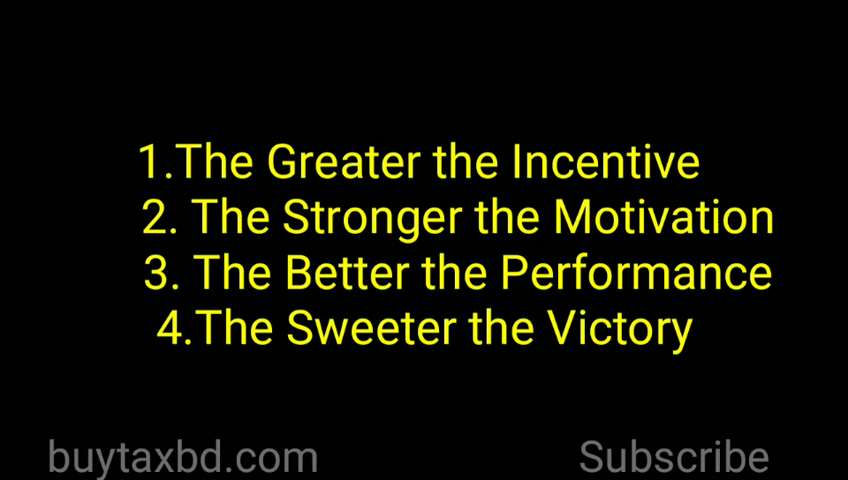 1.The Greater the Incentive
2. The Stronger the Motivation
3. The Better the Performance
4.The Sweeter the Victory
buytaxbd.com
Subscribe